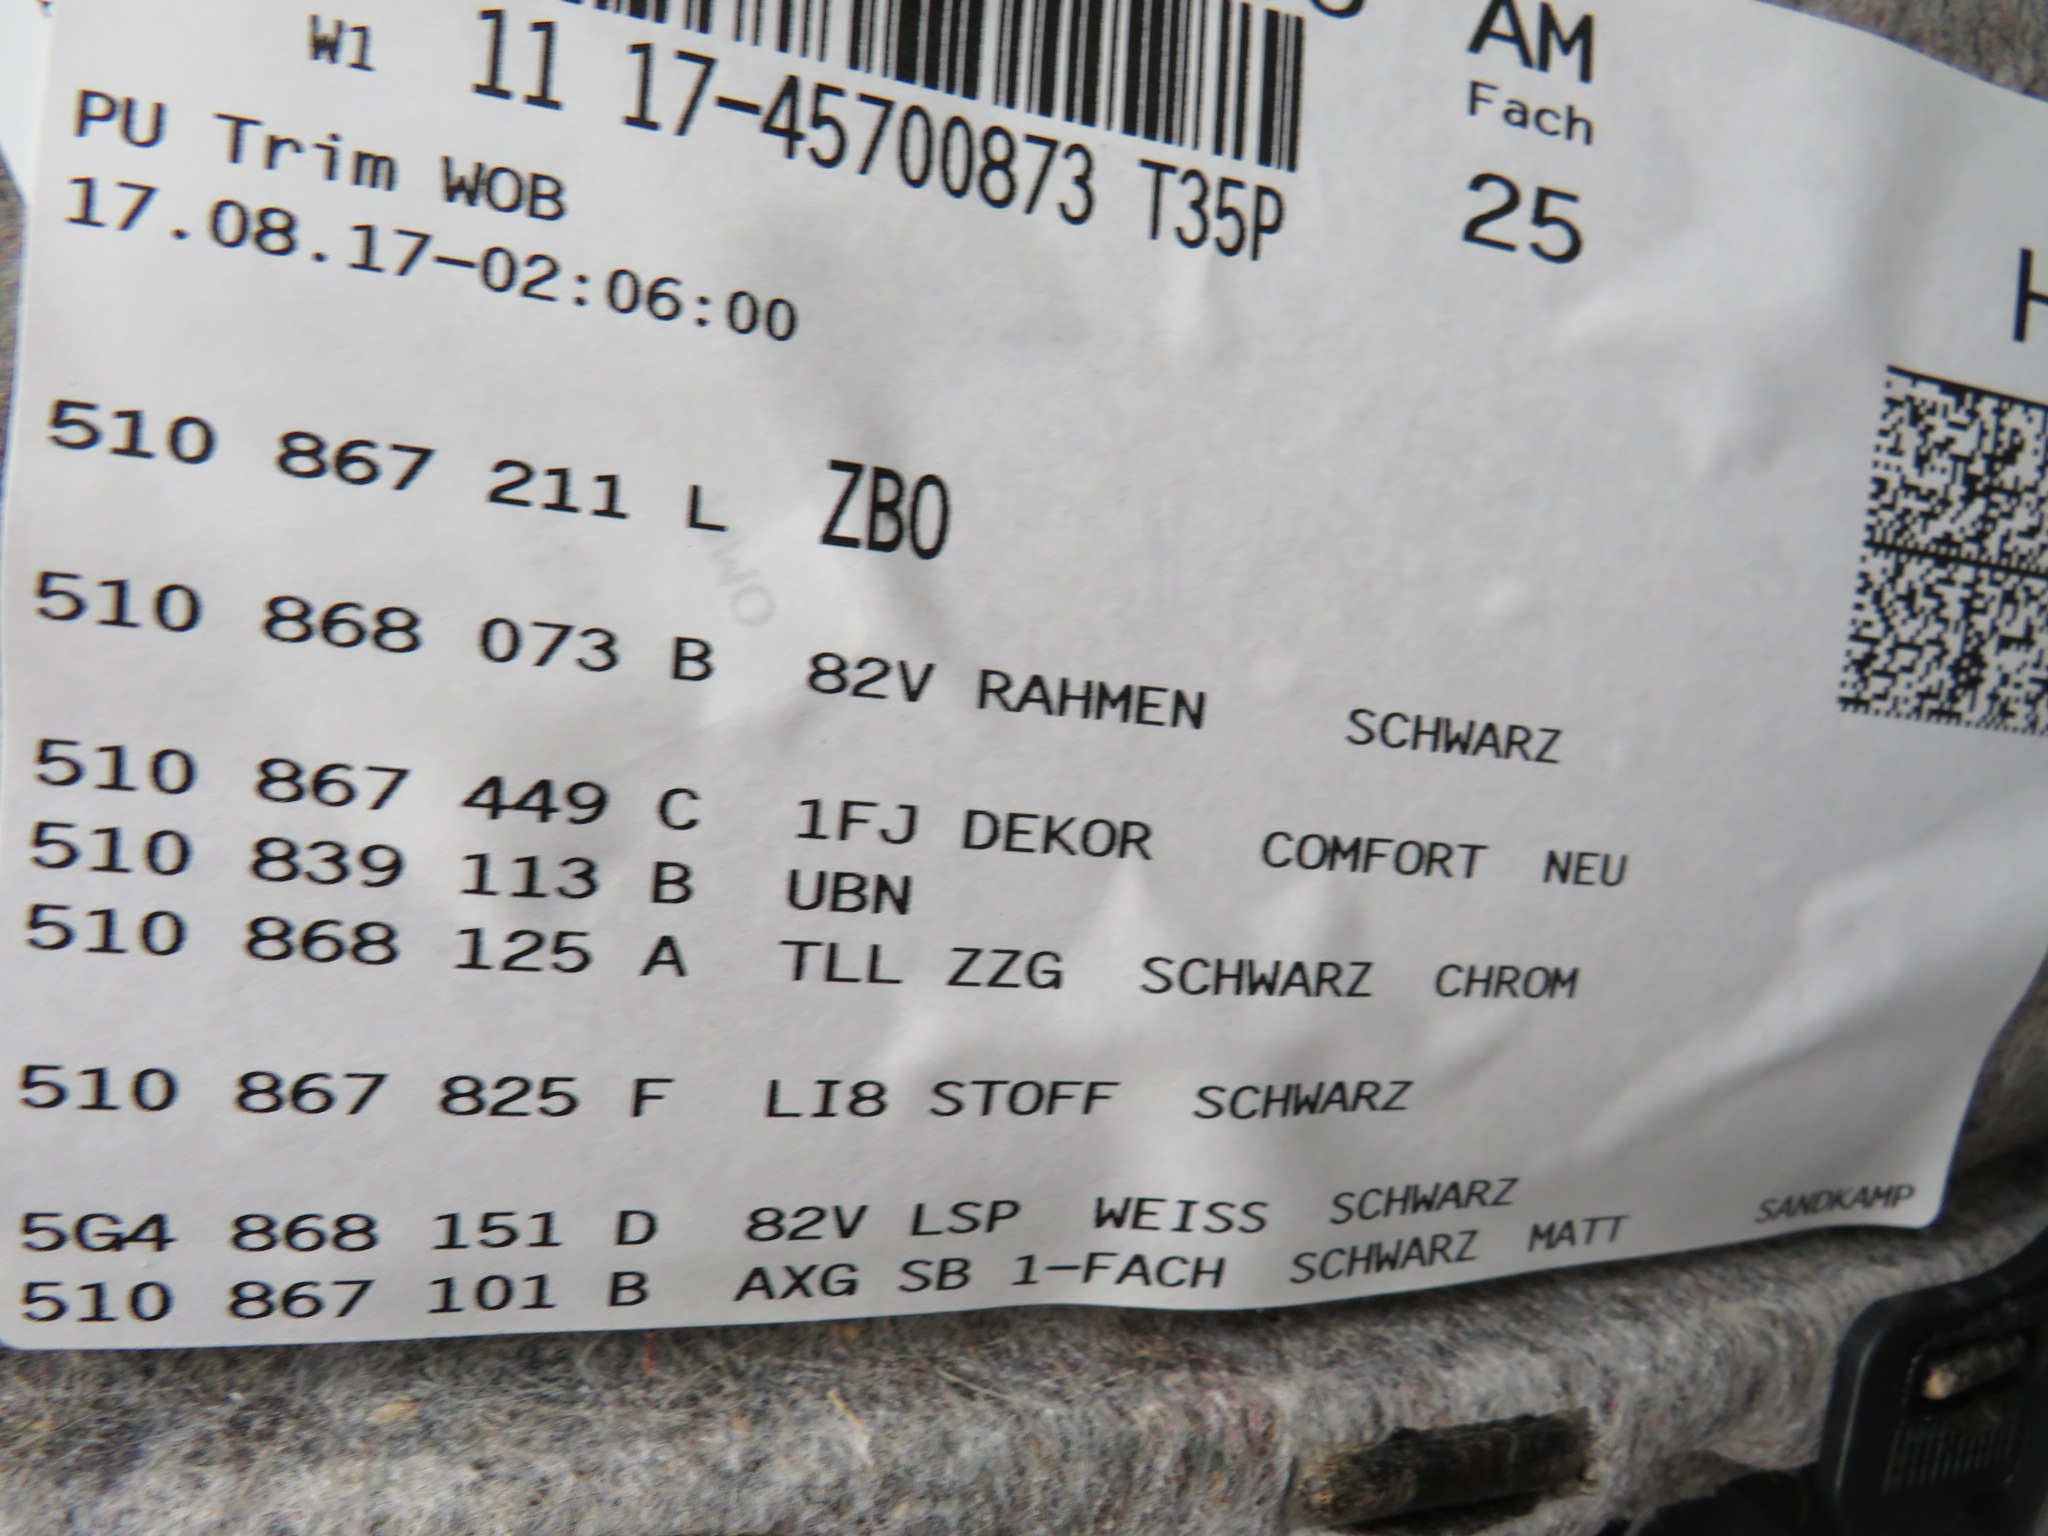 AM
W1 11 17-45700873 T35P
Fach
PU Trim WOB
25
17.08.17-02:06:00
H
510 867 211 L ZBO
510 868 073 B 82V RAHMEN SCHWARZ
510 867 449 C 1FJ DEKOR COMFORT NEU
510 839 113 B UBN
510 868 125 A TLL ZZG SCHWARZ CHROM
510 867 825 F LI8 STOFF SCHWARZ
5G4 868 151 D 82V LSP WEISS SCHWARZ
510 867 101 B AXG SB 1-FACH SCHWARZ MATT SANDKAMP